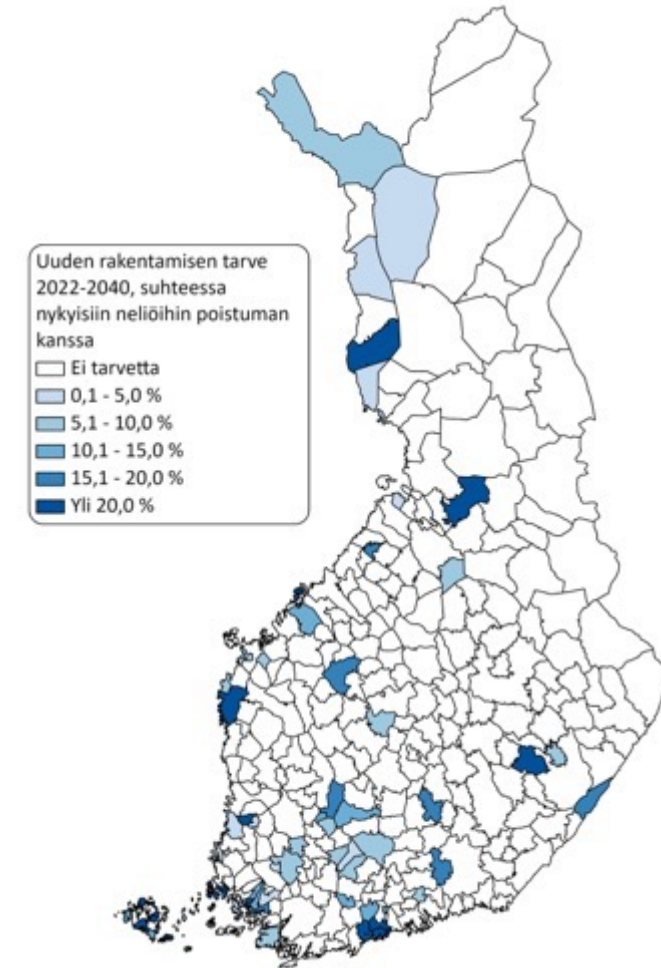 Uuden rakentamisen tarve
2022-2040, suhteessa
nykyisiin neliöihin poistuman
kanssa
Ei tarvetta
0,1 - 5,0 %
5,1 - 10,0 %
10,1 - 15,0 %
15,1 - 20,0 %
Yli 20,0 %